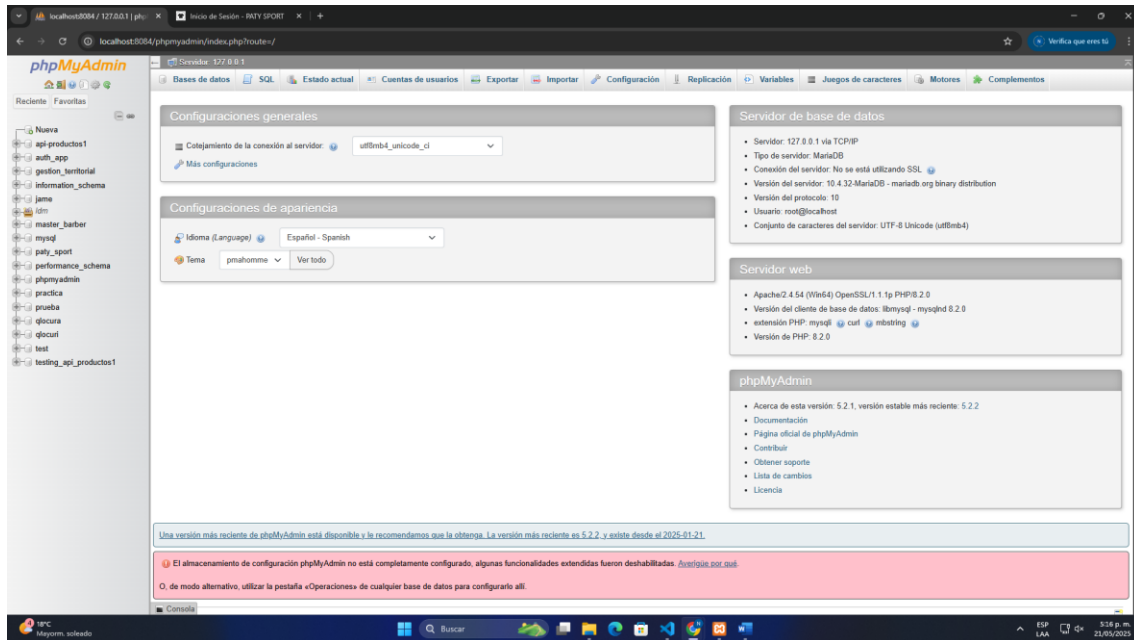 localhost:8084 / 127.0.0.1 | php
Inicio de Sesión - PATY SPORT
localhost:8084/phpmyadmin/index.php?route=/
Verifica que eres tú
phpMyAdmin
Reciente Favoritas
Nueva
api-productos1
auth_app
gestion_territorial
information_schema
jame
ldm
master_barber
mysql
paty_sport
performance_schema
phpmyadmin
practica
prueba
qlocura
qlocuri
test
testing_api_productos1
Servidor: 127.0.0.1
Bases de datos SQL Estado actual Cuentas de usuarios Exportar Importar Configuración Replicación Variables Juegos de caracteres Motores Complementos
Configuraciones generales
Cotejamiento de la conexión al servidor: utf8mb4_unicode_ci
Más configuraciones
Configuraciones de apariencia
Idioma (Language) Español - Spanish
Tema pmahomme Ver todo
Servidor de base de datos
• Servidor: 127.0.0.1 via TCP/IP
• Tipo de servidor: MariaDB
• Conexión del servidor: No se está utilizando SSL
• Versión del servidor: 10.4.32-MariaDB - mariadb.org binary distribution
• Versión del protocolo: 10
• Usuario: root@localhost
• Conjunto de caracteres del servidor: UTF-8 Unicode (utf8mb4)
Servidor web
• Apache/2.4.54 (Win64) OpenSSL/1.1.1p PHP/8.2.0
• Versión del cliente de base de datos: libmysql - mysqlnd 8.2.0
• extensión PHP: mysqli curl mbstring
• Versión de PHP: 8.2.0
phpMyAdmin
• Acerca de esta versión: 5.2.1, versión estable más reciente: 5.2.2
• Documentación
• Página oficial de phpMyAdmin
• Contribuir
• Obtener soporte
• Lista de cambios
• Licencia
Una versión más reciente de phpMyAdmin está disponible y le recomendamos que la obtenga. La versión más reciente es 5.2.2, y existe desde el 2025-01-21.
El almacenamiento de configuración phpMyAdmin no está completamente configurado, algunas funcionalidades extendidas fueron deshabilitadas. Averigüe por qué.
O, de modo alternativo, utilizar la pestaña «Operaciones» de cualquier base de datos para configurarlo allí.
Consola
18°C
Mayorm. soleado
Buscar
ESP
LAA
5:16 p. m.
21/05/2025